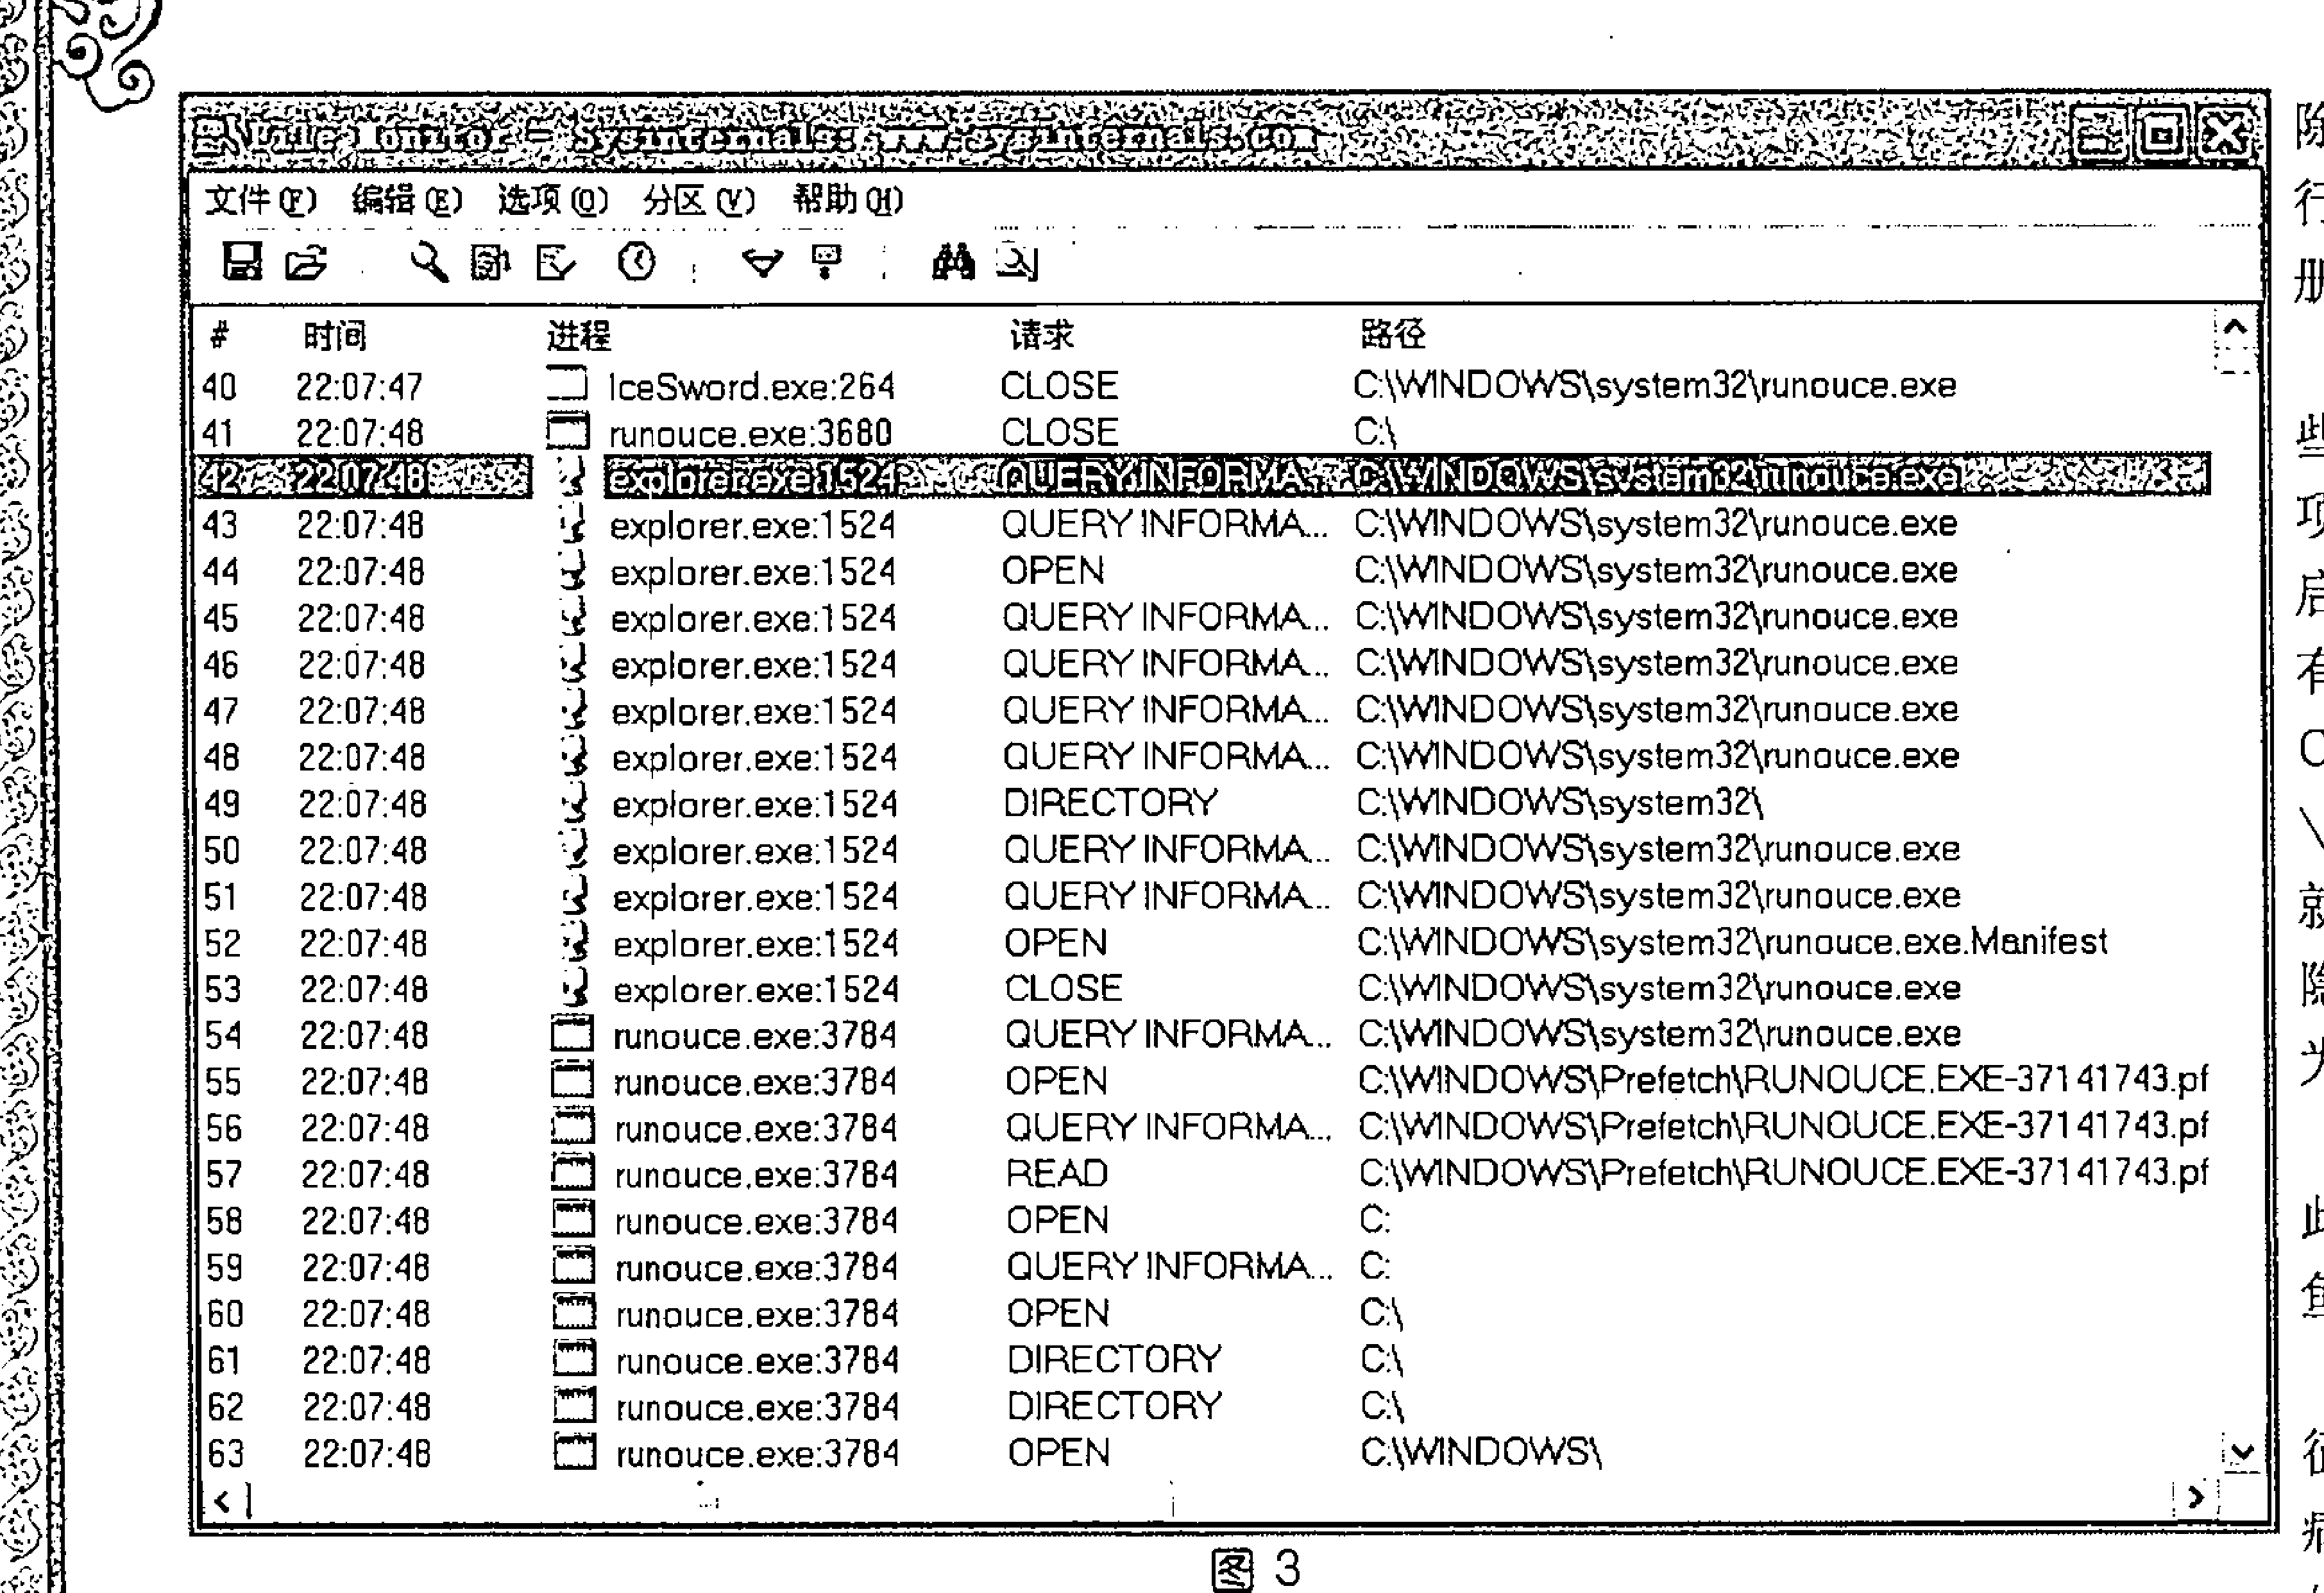 File Monitor - Sysinternals: www.sysinternals.com
文件(F) 编辑(E) 选项(O) 分区(V) 帮助(H)
# 时间 进程 请求 路径
40 22:07:47 IceSword.exe:264 CLOSE C:\WINDOWS\system32\runouce.exe
41 22:07:48 runouce.exe:3680 CLOSE C:\
42 22:07:48 explorer.exe:1524 QUERY INFORMA... C:\WINDOWS\system32\runouce.exe
43 22:07:48 explorer.exe:1524 QUERY INFORMA... C:\WINDOWS\system32\runouce.exe
44 22:07:48 explorer.exe:1524 OPEN C:\WINDOWS\system32\runouce.exe
45 22:07:48 explorer.exe:1524 QUERY INFORMA... C:\WINDOWS\system32\runouce.exe
46 22:07:48 explorer.exe:1524 QUERY INFORMA... C:\WINDOWS\system32\runouce.exe
47 22:07:48 explorer.exe:1524 QUERY INFORMA... C:\WINDOWS\system32\runouce.exe
48 22:07:48 explorer.exe:1524 QUERY INFORMA... C:\WINDOWS\system32\runouce.exe
49 22:07:48 explorer.exe:1524 DIRECTORY C:\WINDOWS\system32\
50 22:07:48 explorer.exe:1524 QUERY INFORMA... C:\WINDOWS\system32\runouce.exe
51 22:07:48 explorer.exe:1524 QUERY INFORMA... C:\WINDOWS\system32\runouce.exe
52 22:07:48 explorer.exe:1524 OPEN C:\WINDOWS\system32\runouce.exe.Manifest
53 22:07:48 explorer.exe:1524 CLOSE C:\WINDOWS\system32\runouce.exe
54 22:07:48 runouce.exe:3784 QUERY INFORMA... C:\WINDOWS\system32\runouce.exe
55 22:07:48 runouce.exe:3784 OPEN C:\WINDOWS\Prefetch\RUNOUCE.EXE-37141743.pf
56 22:07:48 runouce.exe:3784 QUERY INFORMA... C:\WINDOWS\Prefetch\RUNOUCE.EXE-37141743.pf
57 22:07:48 runouce.exe:3784 READ C:\WINDOWS\Prefetch\RUNOUCE.EXE-37141743.pf
58 22:07:48 runouce.exe:3784 OPEN C:
59 22:07:48 runouce.exe:3784 QUERY INFORMA... C:
60 22:07:48 runouce.exe:3784 OPEN C:\
61 22:07:48 runouce.exe:3784 DIRECTORY C:\
62 22:07:48 runouce.exe:3784 DIRECTORY C:\
63 22:07:48 runouce.exe:3784 OPEN C:\WINDOWS\
图 3